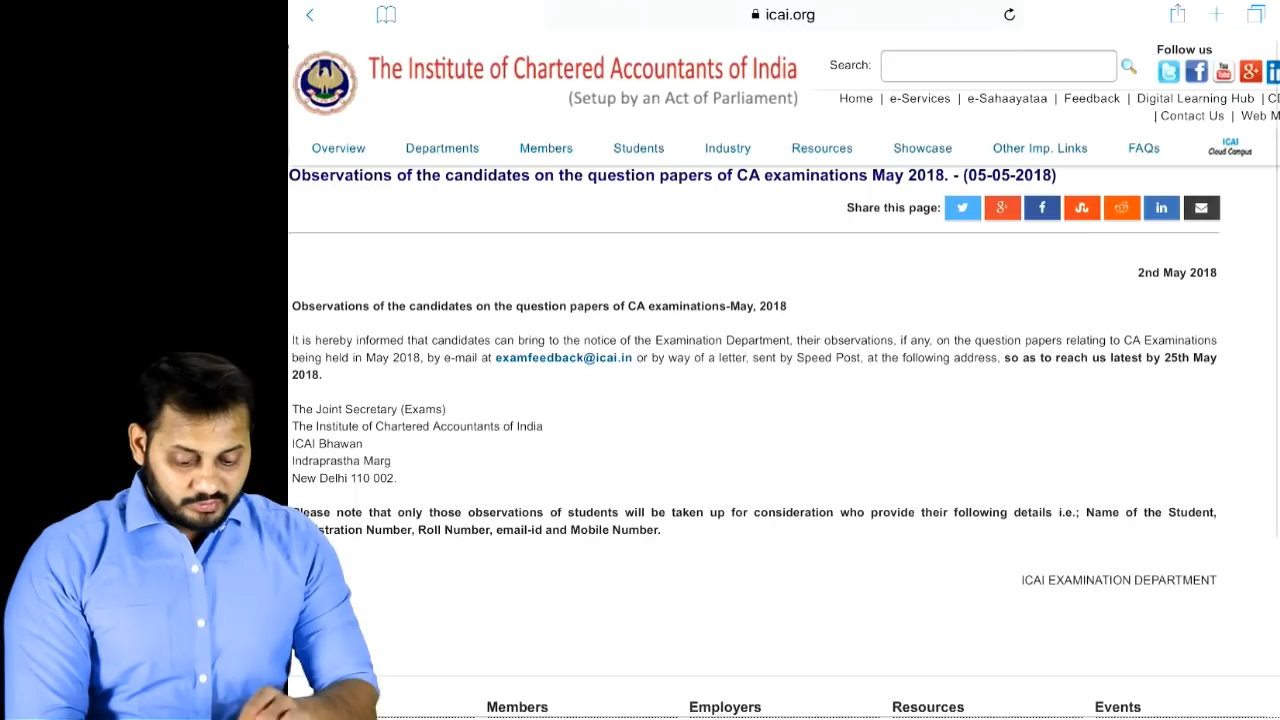 icai.org
The Institute of Chartered Accountants of India
(Setup by an Act of Parliament)
Search:
Follow us
Home | e-Services | e-Sahaayataa | Feedback | Digital Learning Hub |
| Contact Us | Web
Overview Departments Members Students Industry Resources Showcase Other Imp. Links FAQs ICAI
Cloud Campus
Observations of the candidates on the question papers of CA examinations May 2018. - (05-05-2018)
Share this page:
2nd May 2018
Observations of the candidates on the question papers of CA examinations-May, 2018
It is hereby informed that candidates can bring to the notice of the Examination Department, their observations, if any, on the question papers relating to CA Examinations
being held in May 2018, by e-mail at examfeedback@icai.in or by way of a letter, sent by Speed Post, at the following address, so as to reach us latest by 25th May
2018.
The Joint Secretary (Exams)
The Institute of Chartered Accountants of India
ICAI Bhawan
Indraprastha Marg
New Delhi 110 002.
Please note that only those observations of students will be taken up for consideration who provide their following details i.e.; Name of the Student,
stration Number, Roll Number, email-id and Mobile Number.
ICAI EXAMINATION DEPARTMENT
Members Employers Resources Events